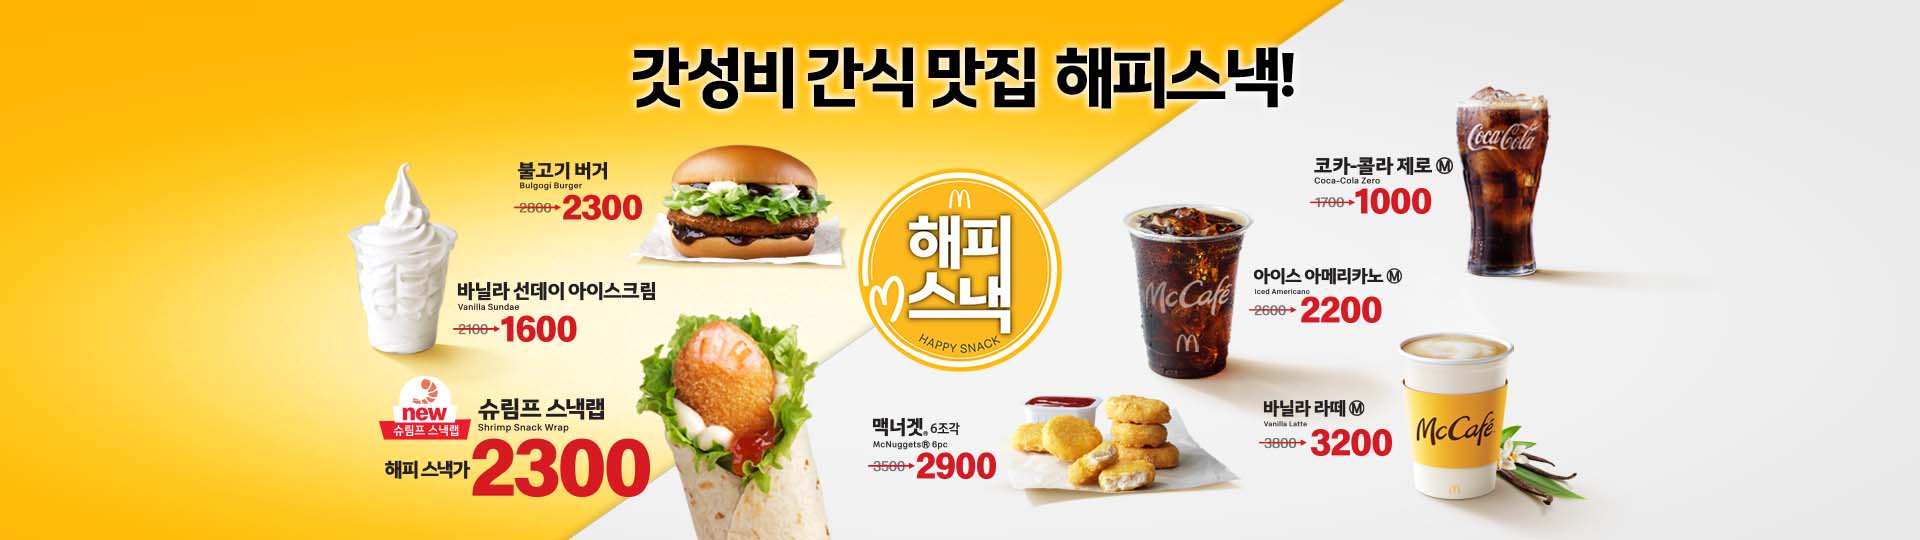 갓성비 간식 맛집 해피스낵!
불고기 버거
Bulgogi Burger
2800 2300
바닐라 선데이 아이스크림
Vanilla Sundae
2100 1600
new
슈림프 스낵랩
슈림프 스낵랩
Shrimp Snack Wrap
해피 스낵가 2300
해피
스낵
HAPPY SNACK
맥너겟® 6조각
McNuggets® 6pc
3500 2900
코카-콜라 제로 Ⓜ
Coca-Cola Zero
1700 1000
Coca-Cola
아이스 아메리카노 Ⓜ
Iced Americano
2600 2200
McCafé
바닐라 라떼 Ⓜ
Vanilla Latte
3800 3200
McCafé